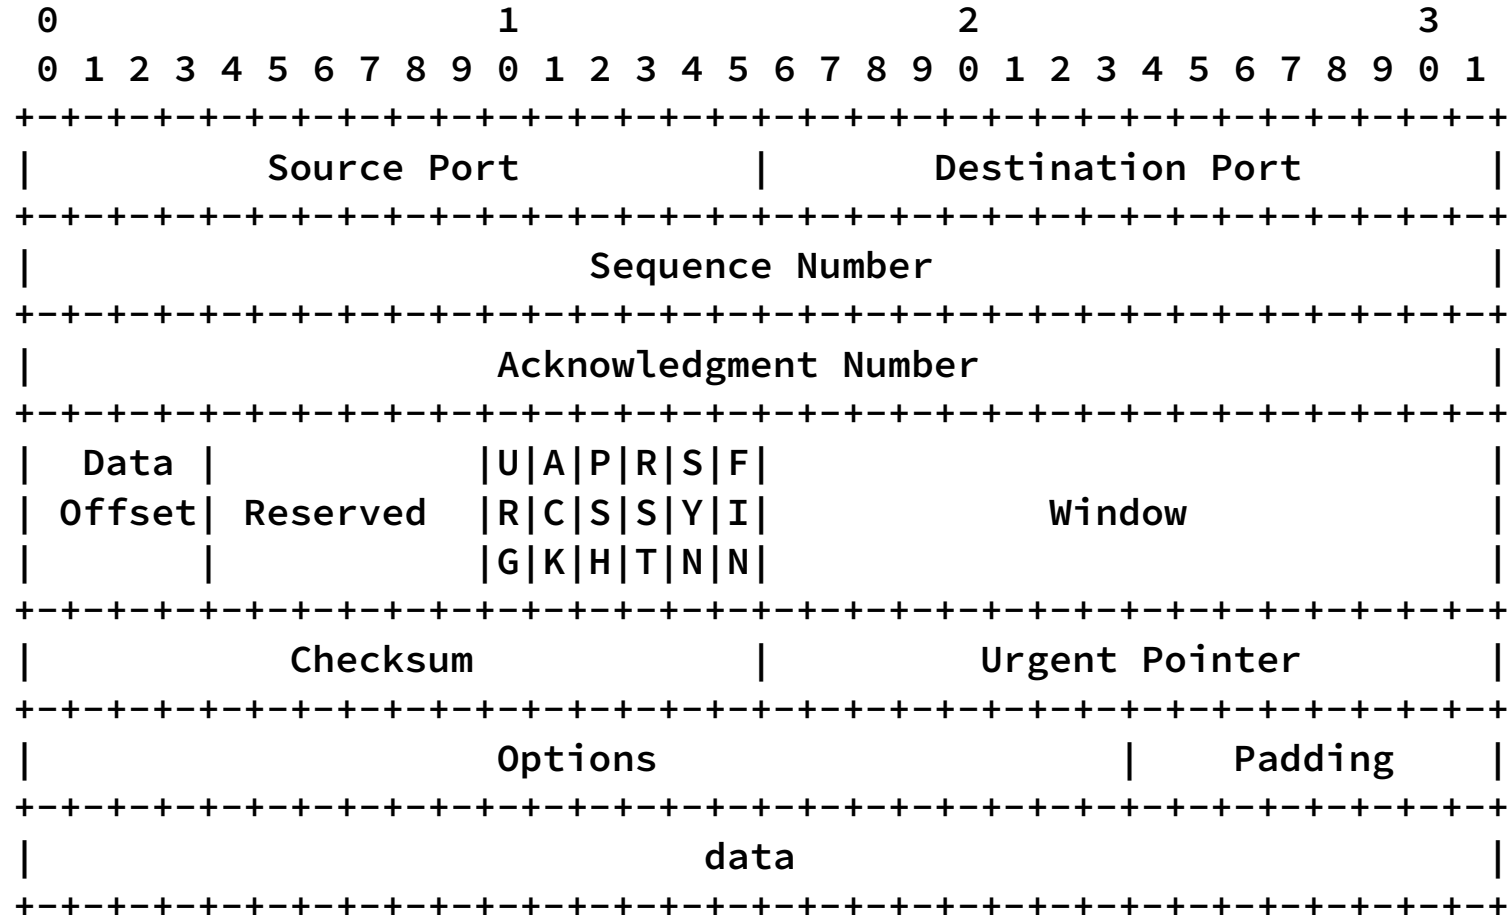 0                   1                   2                   3
 0 1 2 3 4 5 6 7 8 9 0 1 2 3 4 5 6 7 8 9 0 1 2 3 4 5 6 7 8 9 0 1
+-+-+-+-+-+-+-+-+-+-+-+-+-+-+-+-+-+-+-+-+-+-+-+-+-+-+-+-+-+-+-+-+
|          Source Port          |       Destination Port        |
+-+-+-+-+-+-+-+-+-+-+-+-+-+-+-+-+-+-+-+-+-+-+-+-+-+-+-+-+-+-+-+-+
|                        Sequence Number                        |
+-+-+-+-+-+-+-+-+-+-+-+-+-+-+-+-+-+-+-+-+-+-+-+-+-+-+-+-+-+-+-+-+
|                    Acknowledgment Number                      |
+-+-+-+-+-+-+-+-+-+-+-+-+-+-+-+-+-+-+-+-+-+-+-+-+-+-+-+-+-+-+-+-+
|  Data |           |U|A|P|R|S|F|                               |
| Offset| Reserved  |R|C|S|S|Y|I|            Window             |
|       |           |G|K|H|T|N|N|                               |
+-+-+-+-+-+-+-+-+-+-+-+-+-+-+-+-+-+-+-+-+-+-+-+-+-+-+-+-+-+-+-+-+
|           Checksum            |         Urgent Pointer        |
+-+-+-+-+-+-+-+-+-+-+-+-+-+-+-+-+-+-+-+-+-+-+-+-+-+-+-+-+-+-+-+-+
|                    Options                    |    Padding    |
+-+-+-+-+-+-+-+-+-+-+-+-+-+-+-+-+-+-+-+-+-+-+-+-+-+-+-+-+-+-+-+-+
|                             data                              |
+-+-+-+-+-+-+-+-+-+-+-+-+-+-+-+-+-+-+-+-+-+-+-+-+-+-+-+-+-+-+-+-+